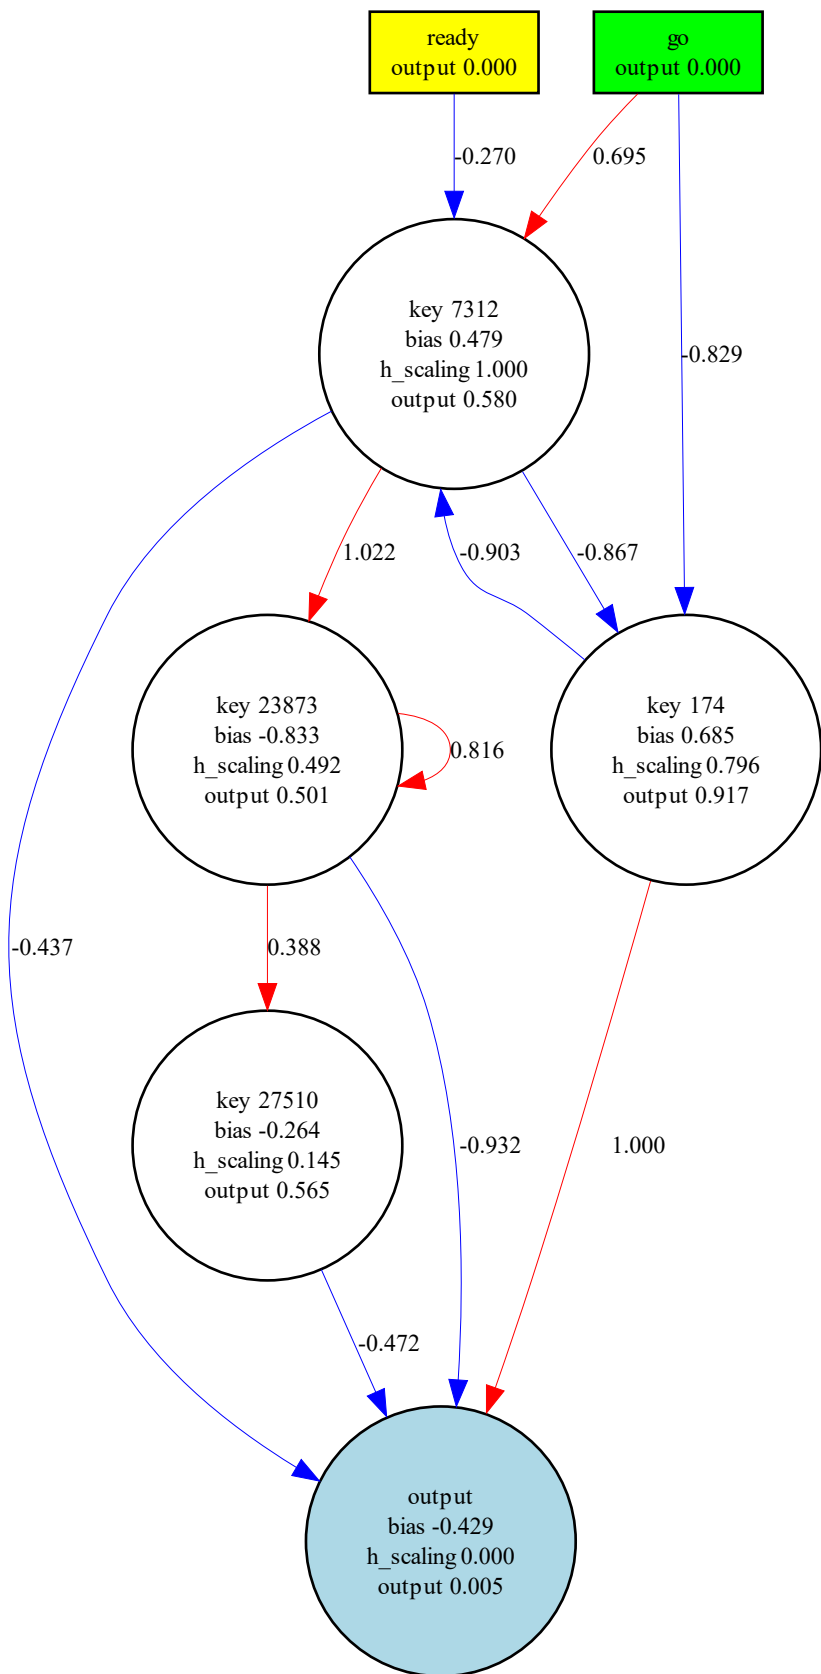 ready
output 0.000
go
output 0.000
-0.270
0.695
key 7312
bias 0.479
h_scaling 1.000
output 0.580
-0.829
1.022
-0.903
-0.867
key 23873
bias -0.833
h_scaling 0.492
output 0.501
0.816
key 174
bias 0.685
h_scaling 0.796
output 0.917
-0.437
0.388
key 27510
bias -0.264
h_scaling 0.145
output 0.565
-0.932
1.000
-0.472
output
bias -0.429
h_scaling 0.000
output 0.005